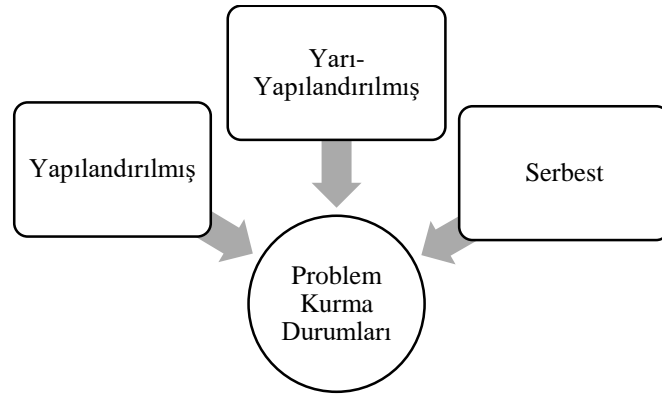 Yarı-
Yapılandırılmış
Yapılandırılmış
Serbest
Problem
Kurma
Durumları